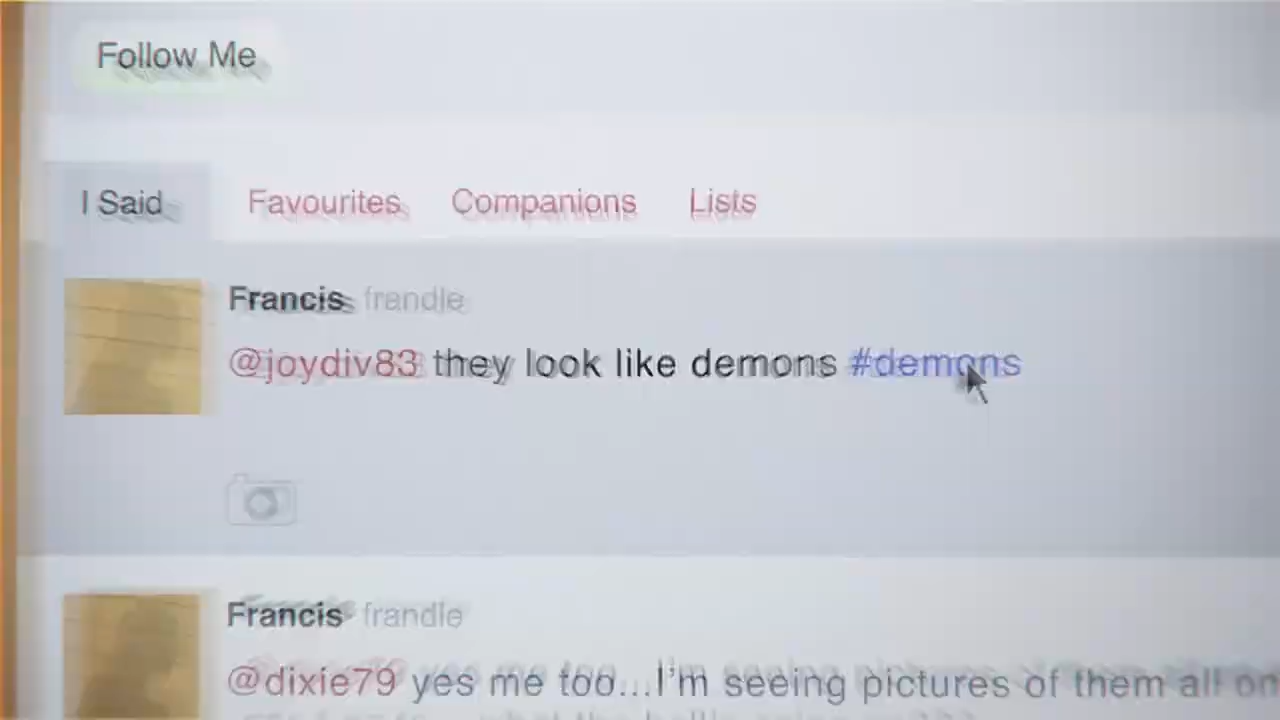 Follow Me
I Said Favourites Companions Lists
Francis frandle
@joydiv83 they look like demons #demons
Francis frandle
@dixie79 yes me too...I'm seeing pictures of them all on